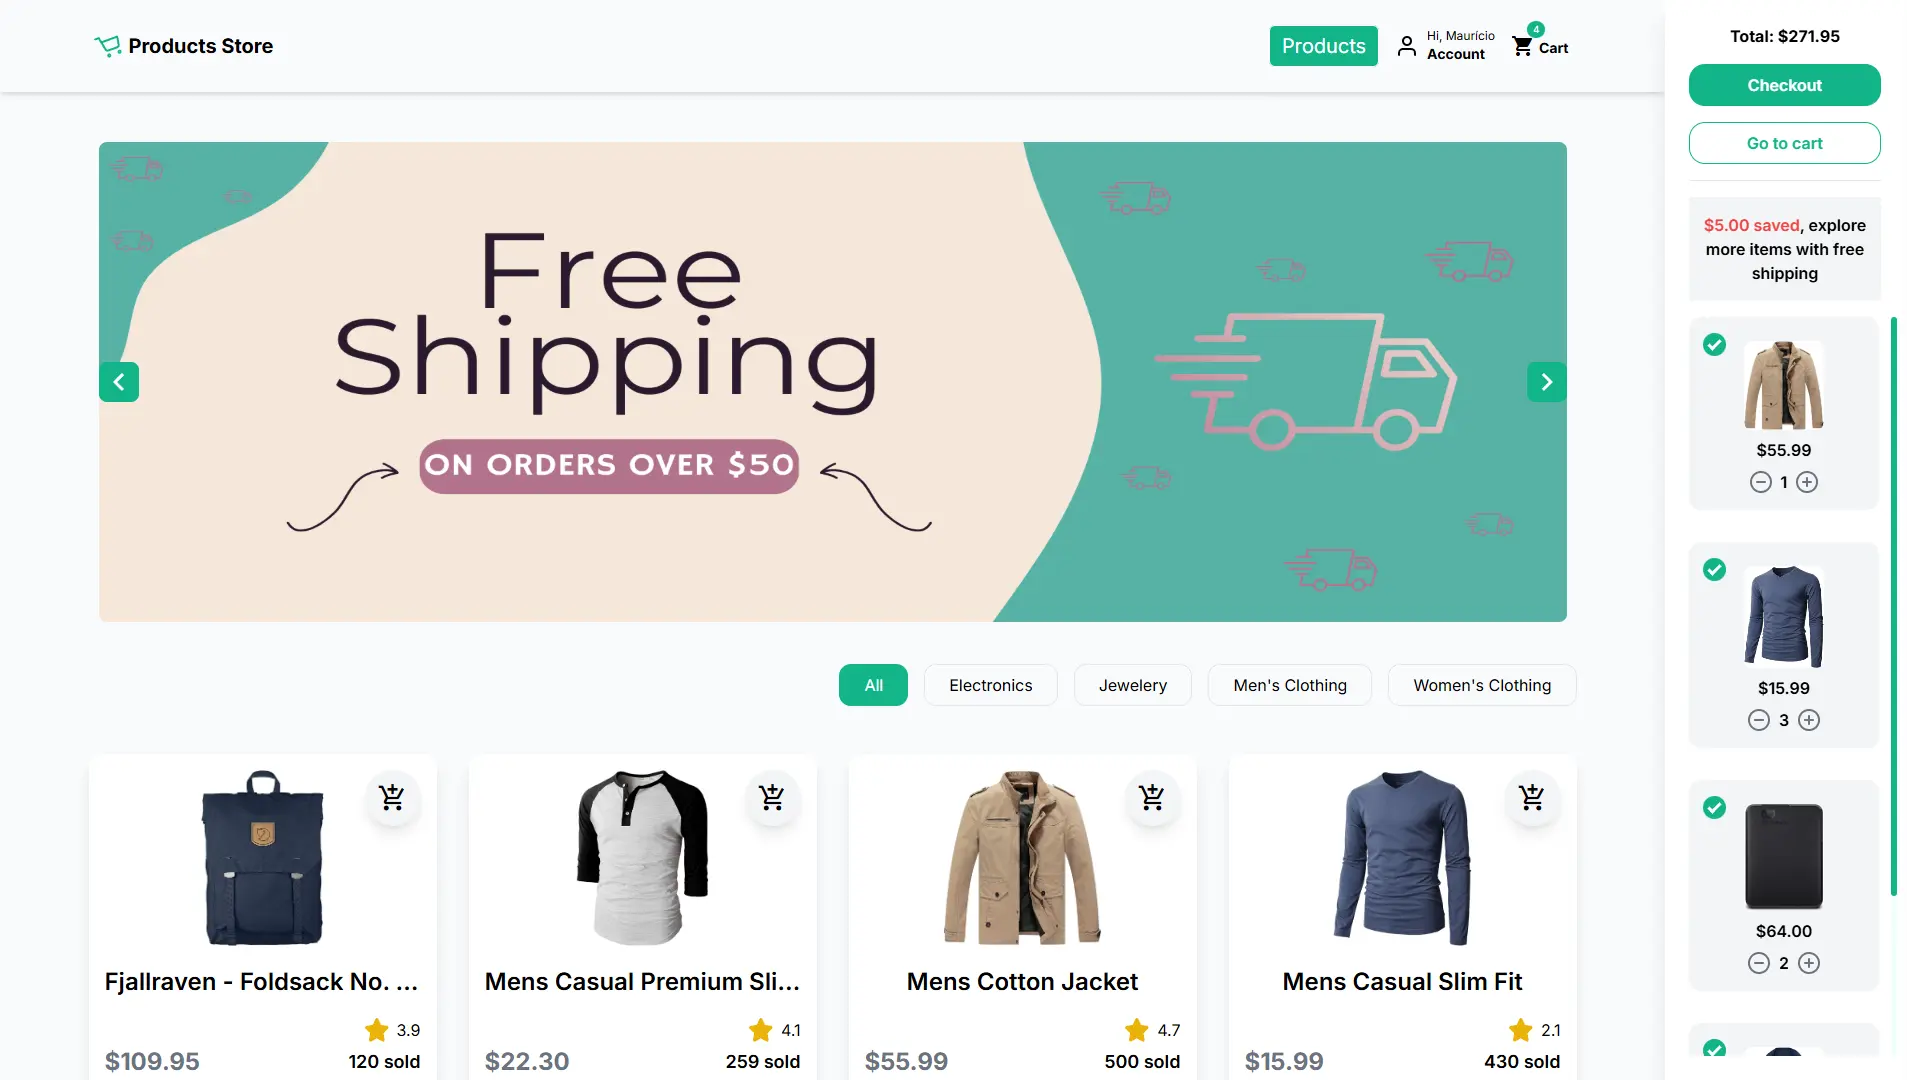 Products Store
Products
Hi, Maurício
Account
4
Cart
Free
Shipping
ON ORDERS OVER $50
All
Electronics
Jewelery
Men's Clothing
Women's Clothing
Fjallraven - Foldsack No. ...
3.9
$109.95
120 sold
Mens Casual Premium Sli...
4.1
$22.30
259 sold
Mens Cotton Jacket
4.7
$55.99
500 sold
Mens Casual Slim Fit
2.1
$15.99
430 sold
Total: $271.95
Checkout
Go to cart
$5.00 saved, explore
more items with free
shipping
$55.99
1
$15.99
3
$64.00
2